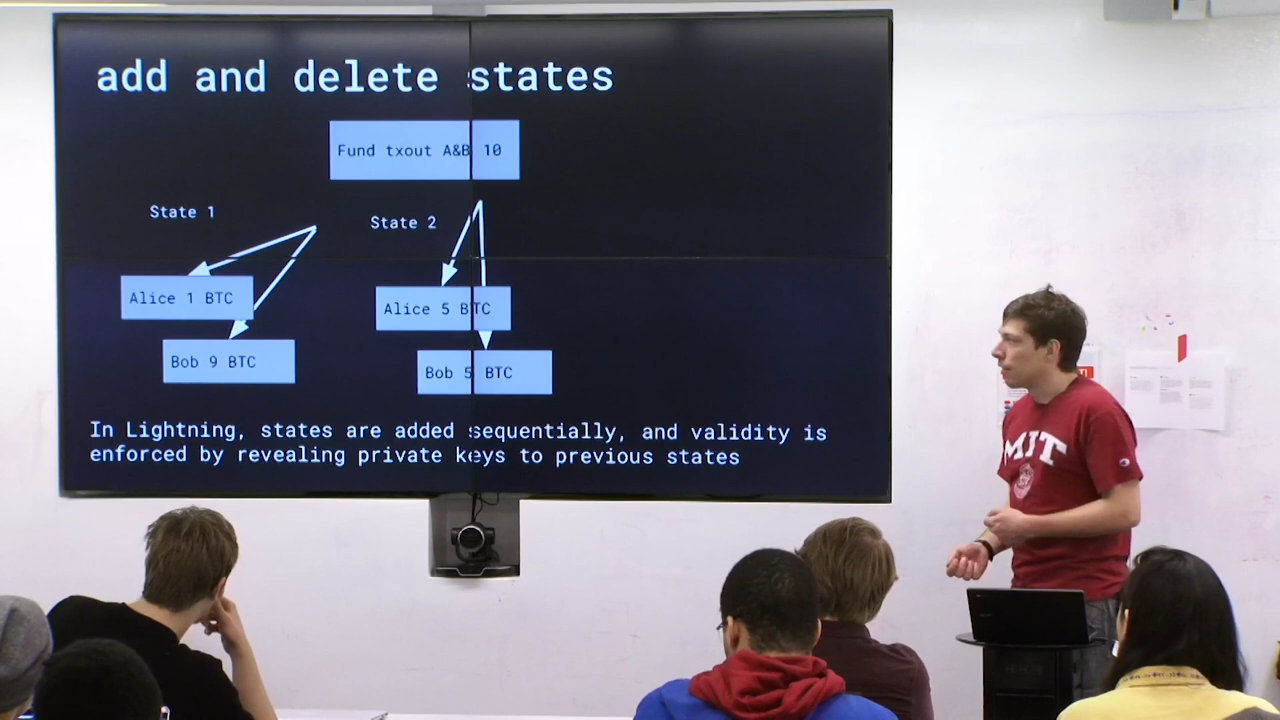 add and delete states
Fund txout A&B 10
State 1
State 2
Alice 1 BTC
Alice 5 BTC
Bob 9 BTC
Bob 5 BTC
In Lightning, states are added sequentially, and validity is
enforced by revealing private keys to previous states
MIT